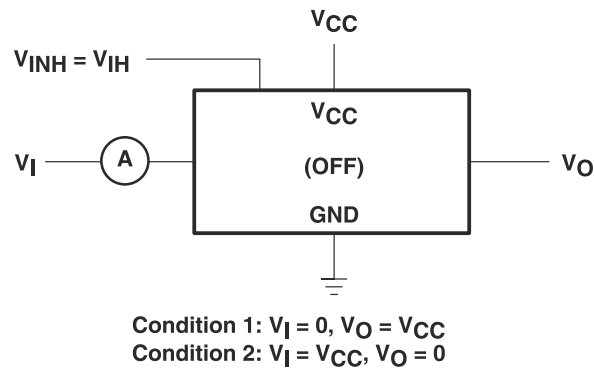 VCC
VINH = VIH
VCC
VI
A
(OFF)
VO
GND
Condition 1: VI = 0, VO = VCC
Condition 2: VI = VCC, VO = 0